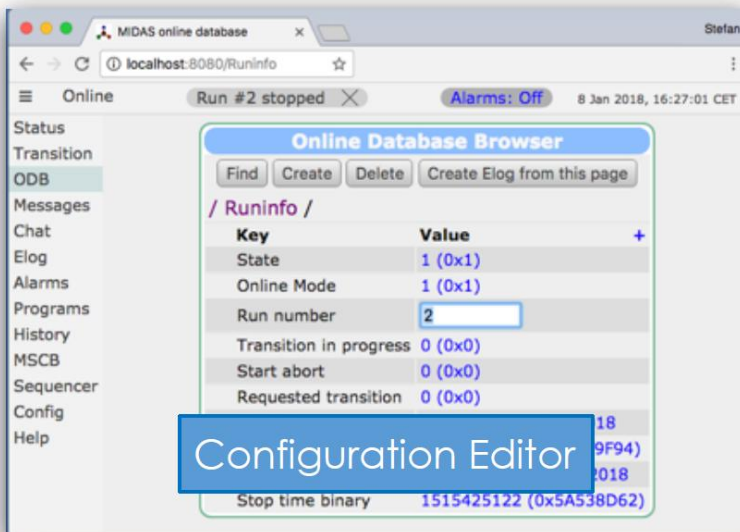 MIDAS online database
Stefan
localhost:8080/Runinfo
Online
Run #2 stopped
Alarms: Off
8 Jan 2018, 16:27:01 CET
Status
Transition
ODB
Messages
Chat
Elog
Alarms
Programs
History
MSCB
Sequencer
Config
Help
Online Database Browser
Find Create Delete Create Elog from this page
/ Runinfo /
Key Value +
State 1 (0x1)
Online Mode 1 (0x1)
Run number 2
Transition in progress 0 (0x0)
Start abort 0 (0x0)
Requested transition 0 (0x0)
18
9F94)
2018
Configuration Editor
Stop time binary 1515425122 (0x5A538D62)